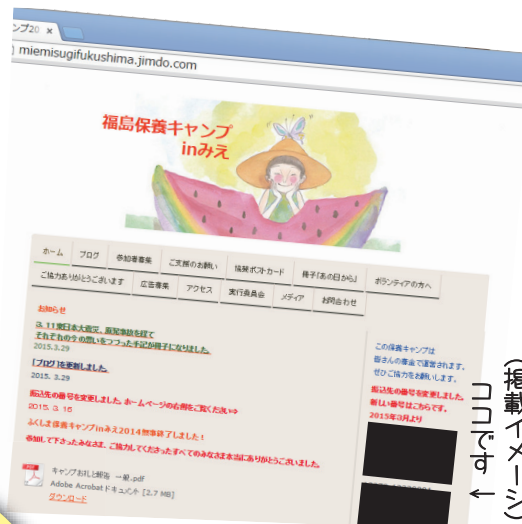 ンプ20 ×
miemisugifukushima.jimdo.com
福島保養キャンプ
inみえ
ホーム ブログ 参加者募集 ご支援のお願い 協賛ポストカード 冊子「あの日から」 ボランティアの方へ
ご協力ありがとうございます 広告募集 アクセス 実行委員会 メディア お問合わせ
お知らせ
3.11東日本大震災、原発事故を経て
それぞれの今の思いをつづった手記が冊子になりました。
2015.3.29
「ブログ」を更新しました。
2015. 3.29
振込先の番号を変更しました。ホームページの右側をご覧ください⇒
2015. 3. 16
ふくしま保養キャンプinみえ2014無事終了しました!
参加して下さったみなさま、ご協力してくださったすべてのみなさま本当にありがとうございました。
キャンプお礼と報告 一般.pdf
Adobe Acrobatドキュメント [2.7 MB]
ダウンロード
この保養キャンプは
皆さんの募金で運営されます。
ぜひご協力をお願いします。
振込先の番号を変更しました。
新しい番号はこちらです。
2015年3月より
(掲載イメージ)
ココです ←